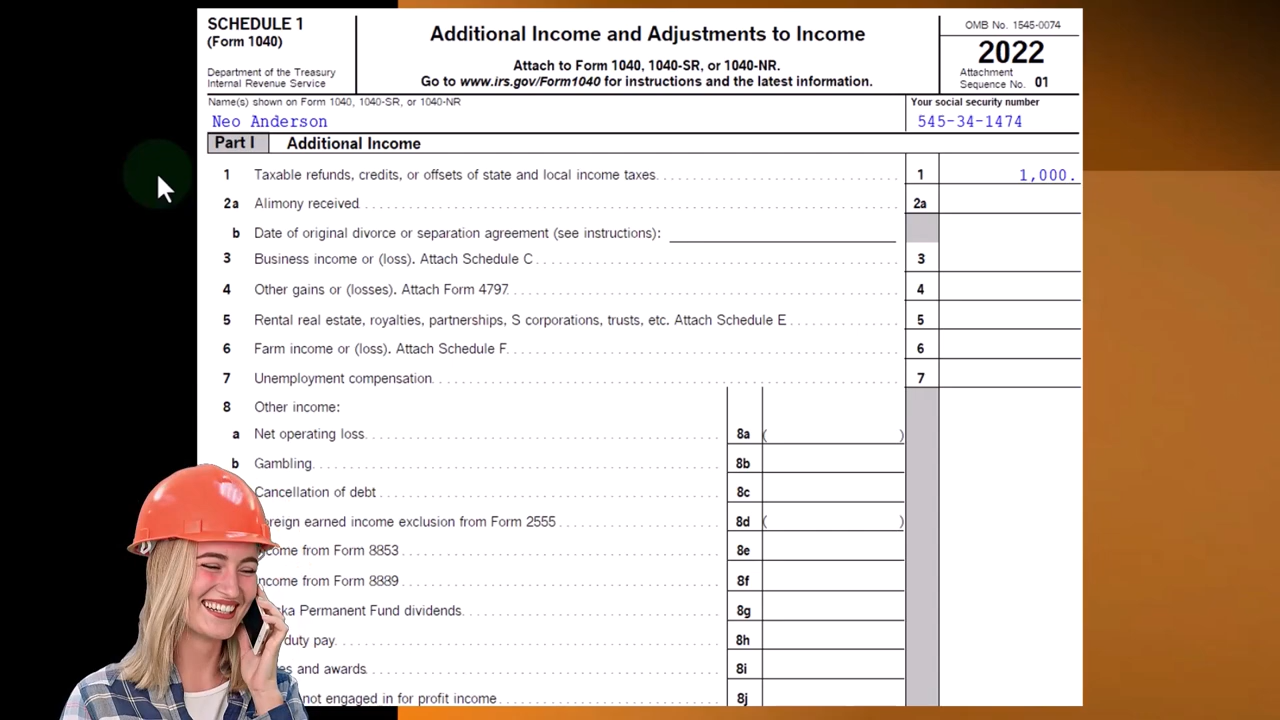 SCHEDULE 1
(Form 1040)
Department of the Treasury
Internal Revenue Service
Additional Income and Adjustments to Income
Attach to Form 1040, 1040-SR, or 1040-NR.
Go to www.irs.gov/Form1040 for instructions and the latest information.
OMB No. 1545-0074
2022
Attachment
Sequence No. 01
Name(s) shown on Form 1040, 1040-SR, or 1040-NR
Neo Anderson
Your social security number
545-34-1474
Part I Additional Income
1 Taxable refunds, credits, or offsets of state and local income taxes 1 1,000.
2a Alimony received 2a
b Date of original divorce or separation agreement (see instructions):
3 Business income or (loss). Attach Schedule C 3
4 Other gains or (losses). Attach Form 4797 4
5 Rental real estate, royalties, partnerships, S corporations, trusts, etc. Attach Schedule E 5
6 Farm income or (loss). Attach Schedule F 6
7 Unemployment compensation 7
8 Other income:
a Net operating loss 8a ( )
b Gambling 8b
Cancellation of debt 8c
earned income exclusion from Form 2555 8d ( )
from Form 8853 8e
from Form 8889 8f
Permanent Fund dividends 8g
duty pay 8h
and awards 8i
not engaged in for profit income 8j